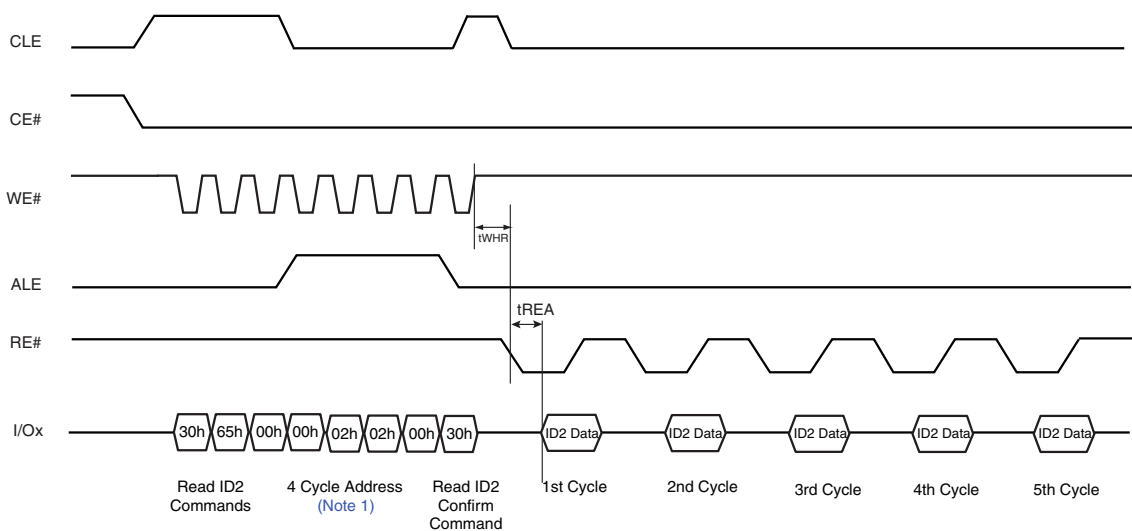 CLE
CE#
WE#
tWHR
ALE
tREA
RE#
I/Ox
30h 65h 00h 00h 02h 02h 00h 30h ID2 Data ID2 Data ID2 Data ID2 Data ID2 Data
Read ID2 Commands
4 Cycle Address
(Note 1)
Read ID2 Confirm Command
1st Cycle
2nd Cycle
3rd Cycle
4th Cycle
5th Cycle